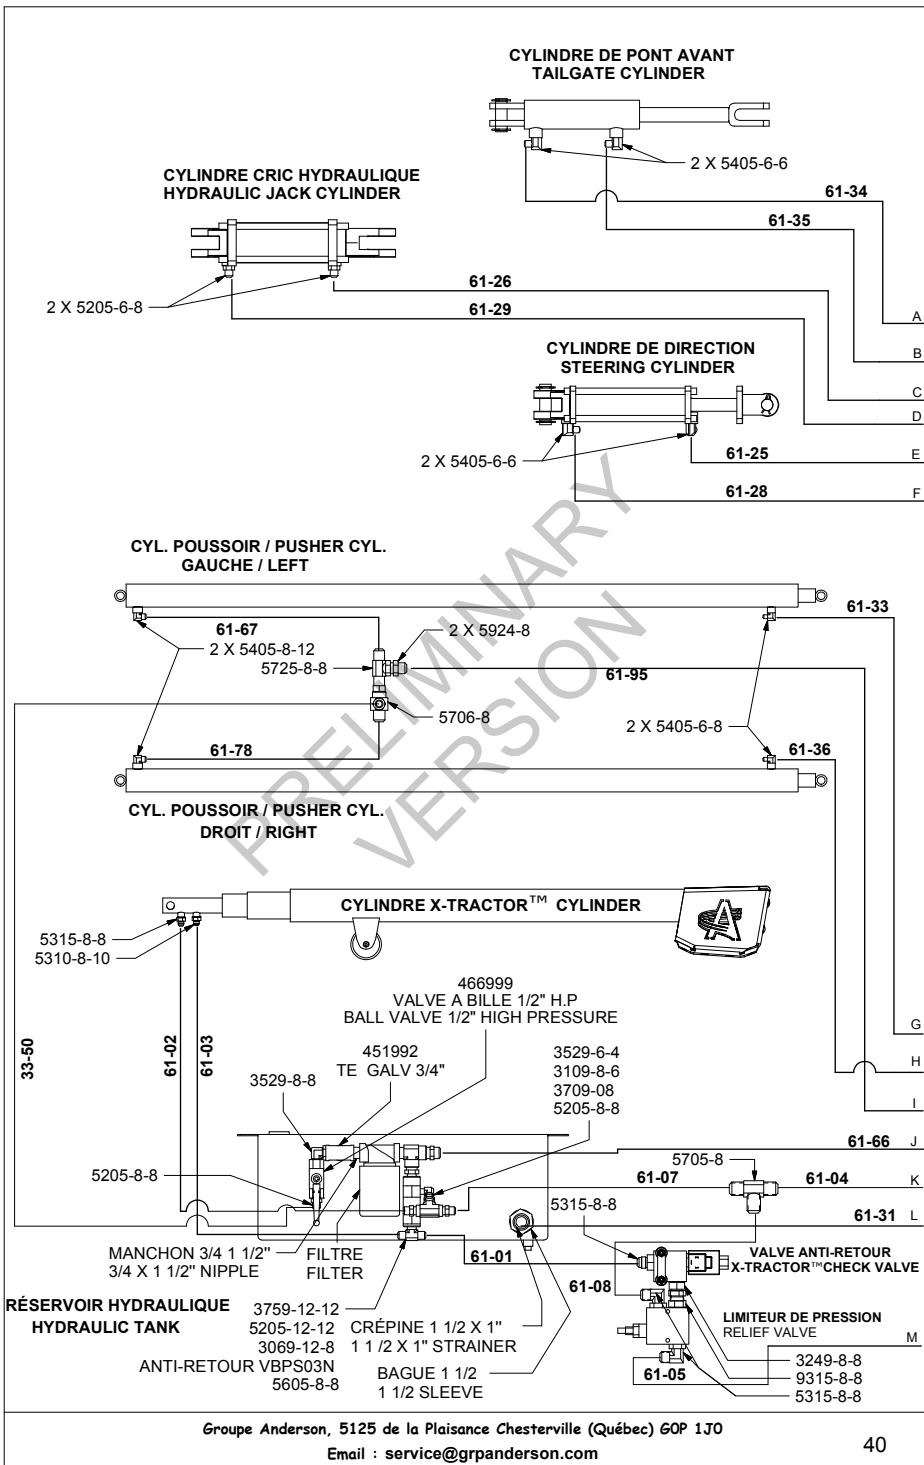 CYLINDRE DE PONT AVANT
TAILGATE CYLINDER
2 X 5405-6-6
CYLINDRE CRIC HYDRAULIQUE
HYDRAULIC JACK CYLINDER
61-34
61-35
61-26
2 X 5205-6-8
61-29
A
CYLINDRE DE DIRECTION
STEERING CYLINDER
B
C
D
2 X 5405-6-6
61-25
E
61-28
F
PRELIMINARY
VERSION
CYL. POUSSOIR / PUSHER CYL.
GAUCHE / LEFT
61-33
61-67
2 X 5924-8
2 X 5405-8-12
5725-8-8
61-95
5706-8
2 X 5405-6-8
61-78
61-36
CYL. POUSSOIR / PUSHER CYL.
DROIT / RIGHT
CYLINDRE X-TRACTOR™ CYLINDER
A
5315-8-8
5310-8-10
466999
VALVE A BILLE 1/2" H.P
BALL VALVE 1/2" HIGH PRESSURE
G
33-50
61-02
61-03
451992
TE GALV 3/4"
3529-6-4
3109-8-6
3709-08
5205-8-8
3529-8-8
H
I
61-66
J
5705-8
5205-8-8
61-07
61-04
K
5315-8-8
61-31
L
MANCHON 3/4 1 1/2"
3/4 X 1 1/2" NIPPLE
FILTRE
FILTER
61-01
VALVE ANTI-RETOUR
X-TRACTOR™CHECK VALVE
61-08
RÉSERVOIR HYDRAULIQUE
HYDRAULIC TANK
3759-12-12
5205-12-12
3069-12-8
ANTI-RETOUR VBPS03N
5605-8-8
CRÉPINE 1 1/2 X 1"
1 1 /2 X 1" STRAINER
LIMITEUR DE PRESSION
RELIEF VALVE
M
BAGUE 1 1/2
1 1/2 SLEEVE
61-05
3249-8-8
9315-8-8
5315-8-8
Groupe Anderson, 5125 de la Plaisance Chesterville (Québec) G0P 1J0
Email : service@grpanderson.com
40